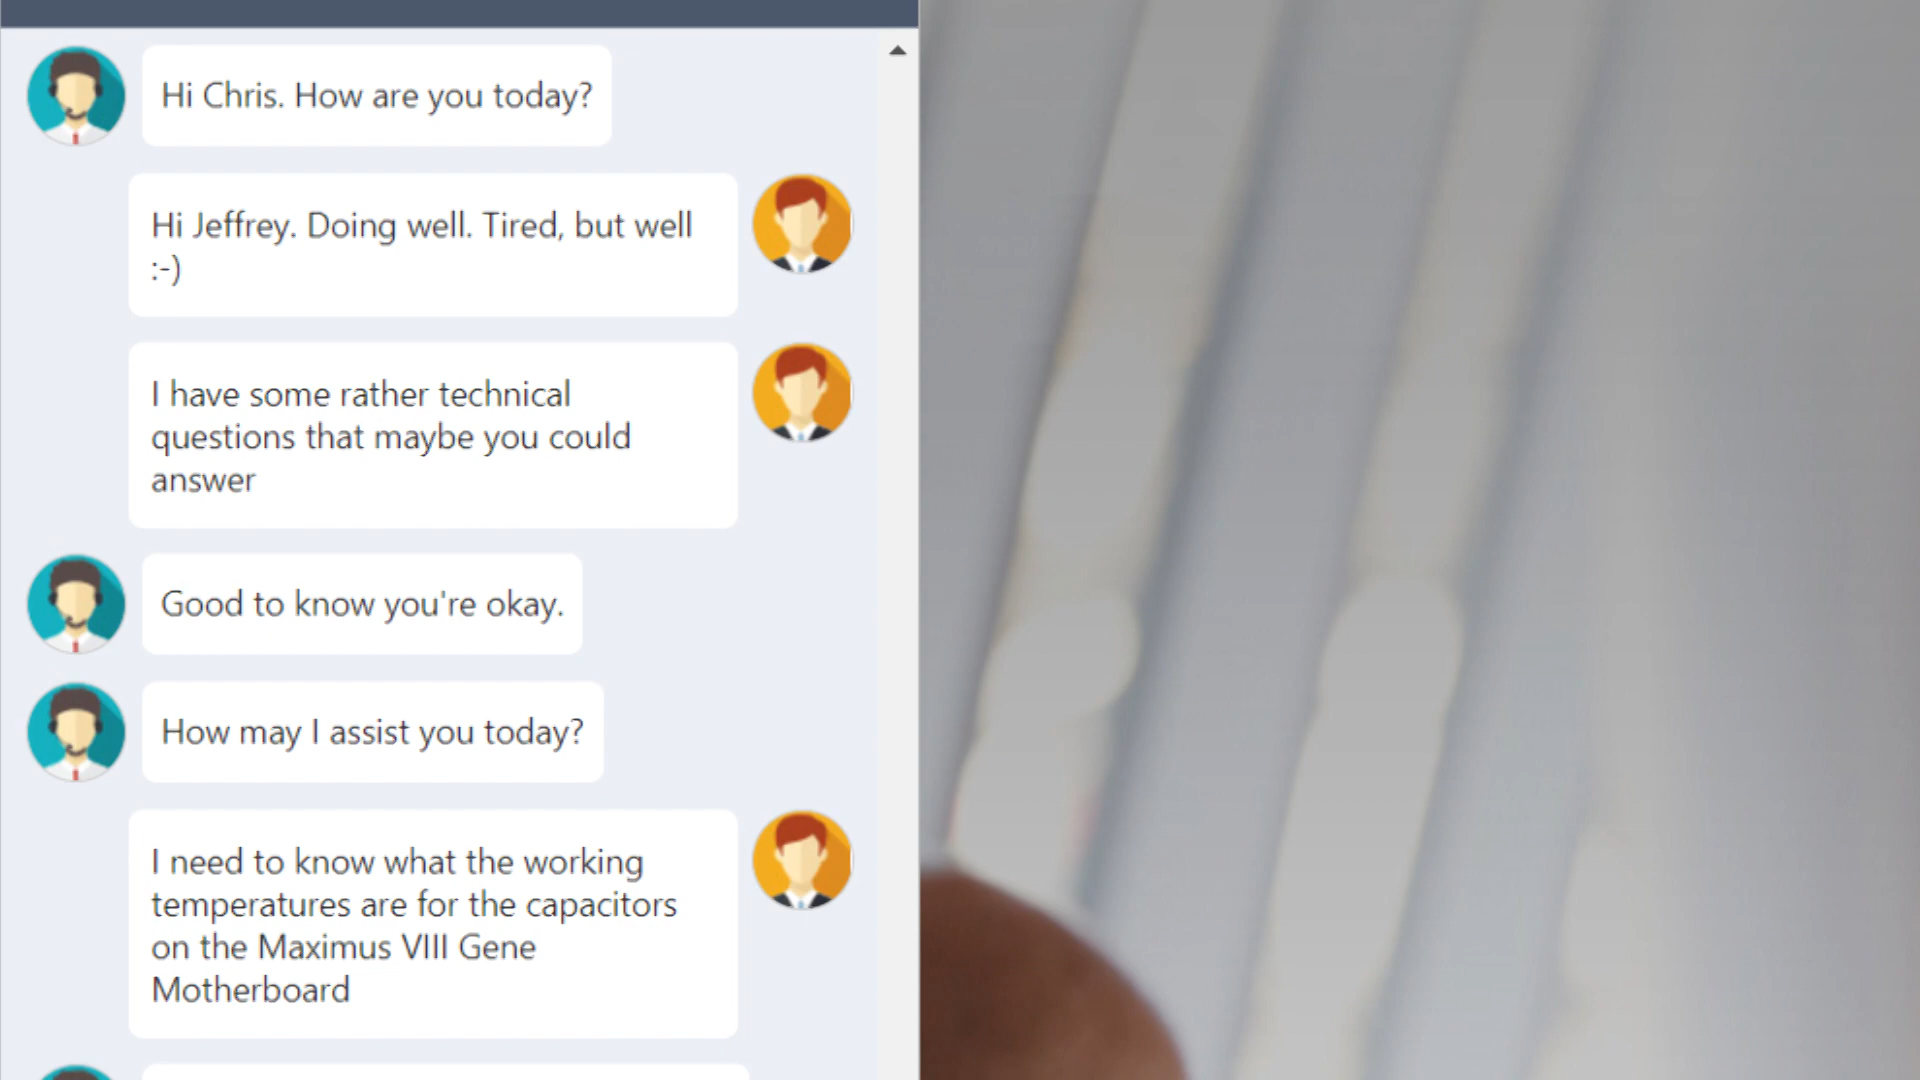 Hi Chris. How are you today?
Hi Jeffrey. Doing well. Tired, but well
:-)
I have some rather technical
questions that maybe you could
answer
Good to know you're okay.
How may I assist you today?
I need to know what the working
temperatures are for the capacitors
on the Maximus VIII Gene
Motherboard